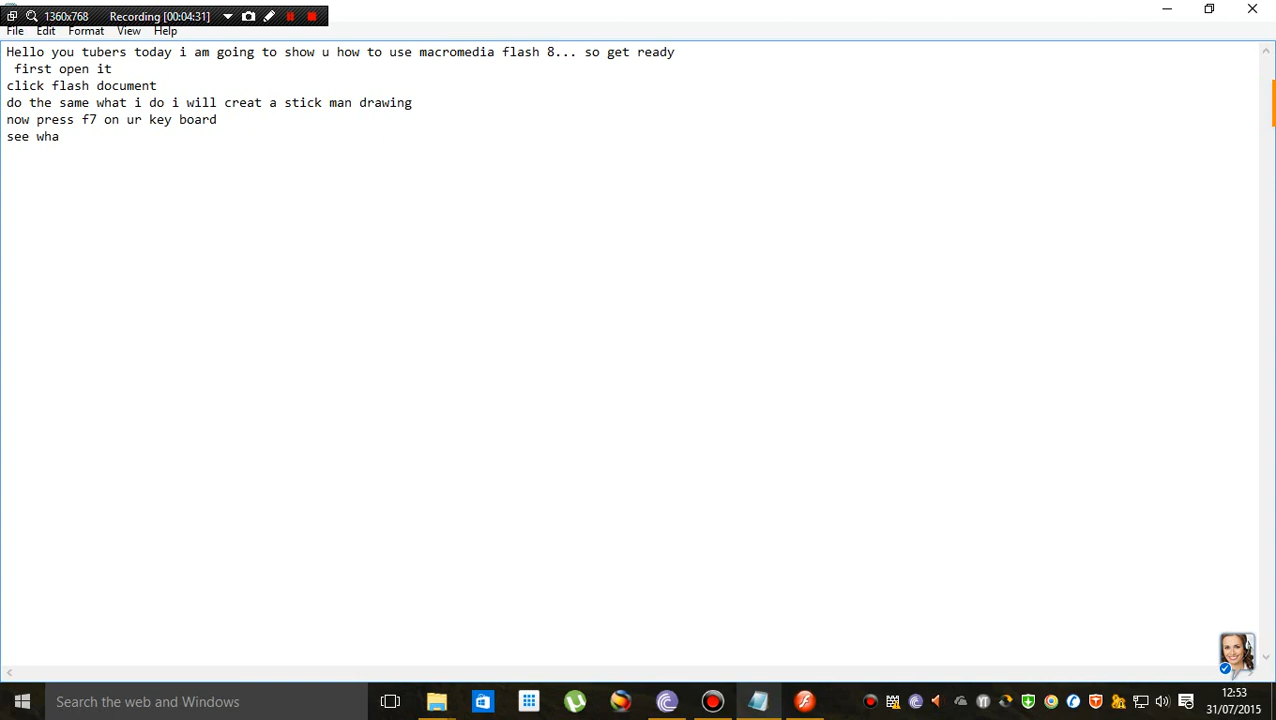 1360x768 Recording [00:04:31]
File Edit Format View Help
Hello you tubers today i am going to show u how to use macromedia flash 8... so get ready
first open it
click flash document
do the same what i do i will creat a stick man drawing
now press f7 on ur key board
see wha
Search the web and Windows
12:53
31/07/2015